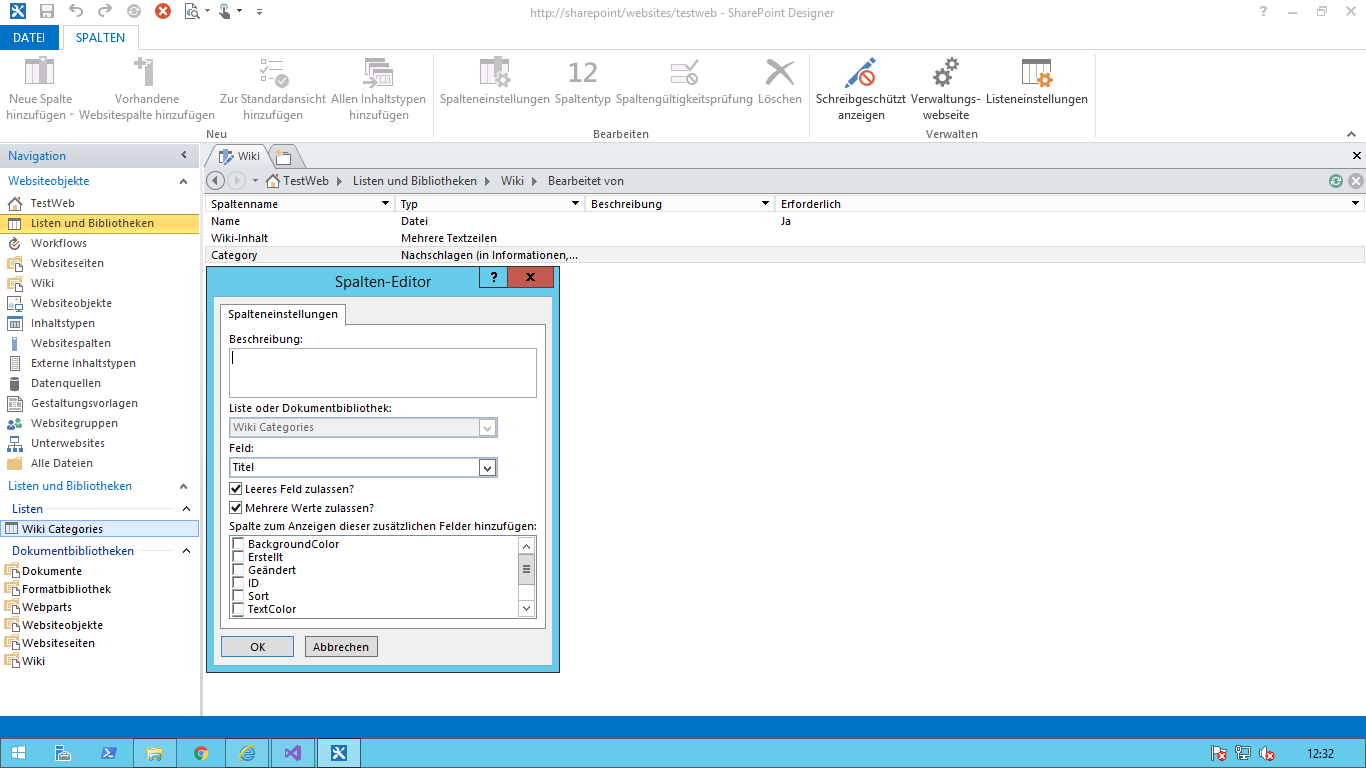 http://sharepoint/websites/testweb - SharePoint Designer
?
DATEI
SPALTEN
Neue Spalte
hinzufügen
Vorhandene
Websitespalte hinzufügen
Zur Standardansicht
hinzufügen
Allen Inhaltstypen
hinzufügen
Neu
Spalteneinstellungen
12
Spaltentyp
Spaltengültigkeitsprüfung
Löschen
Bearbeiten
Schreibgeschützt
anzeigen
Verwaltungs-
webseite
Listeneinstellungen
Verwalten
Navigation
Websiteobjekte
TestWeb
Listen und Bibliotheken
Workflows
Websiteseiten
Wiki
Websiteobjekte
Inhaltstypen
Websitespalten
Externe Inhaltstypen
Datenquellen
Gestaltungsvorlagen
Websitegruppen
Unterwebsites
Alle Dateien
Listen und Bibliotheken
Listen
Wiki Categories
Dokumentbibliotheken
Dokumente
Formatbibliothek
Webparts
Websiteobjekte
Websiteseiten
Wiki
Wiki
TestWeb Listen und Bibliotheken Wiki Bearbeitet von
Spaltenname Typ Beschreibung Erforderlich
Name Datei Ja
Wiki-Inhalt Mehrere Textzeilen
Category Nachschlagen (in Informationen,...
Spalten-Editor
? X
Spalteneinstellungen
Beschreibung:
Liste oder Dokumentbibliothek:
Wiki Categories
Feld:
Titel
Leeres Feld zulassen?
Mehrere Werte zulassen?
Spalte zum Anzeigen dieser zusätzlichen Felder hinzufügen:
BackgroundColor
Erstellt
Geändert
ID
Sort
TextColor
OK
Abbrechen
12:32